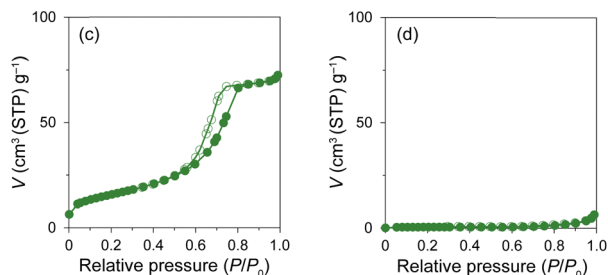 (c)
100
50
0
V (cm³ (STP) g⁻¹)
0 0.2 0.4 0.6 0.8 1.0
Relative pressure (P/P₀)
(d)
100
50
0
V (cm³ (STP) g⁻¹)
0 0.2 0.4 0.6 0.8 1.0
Relative pressure (P/P₀)